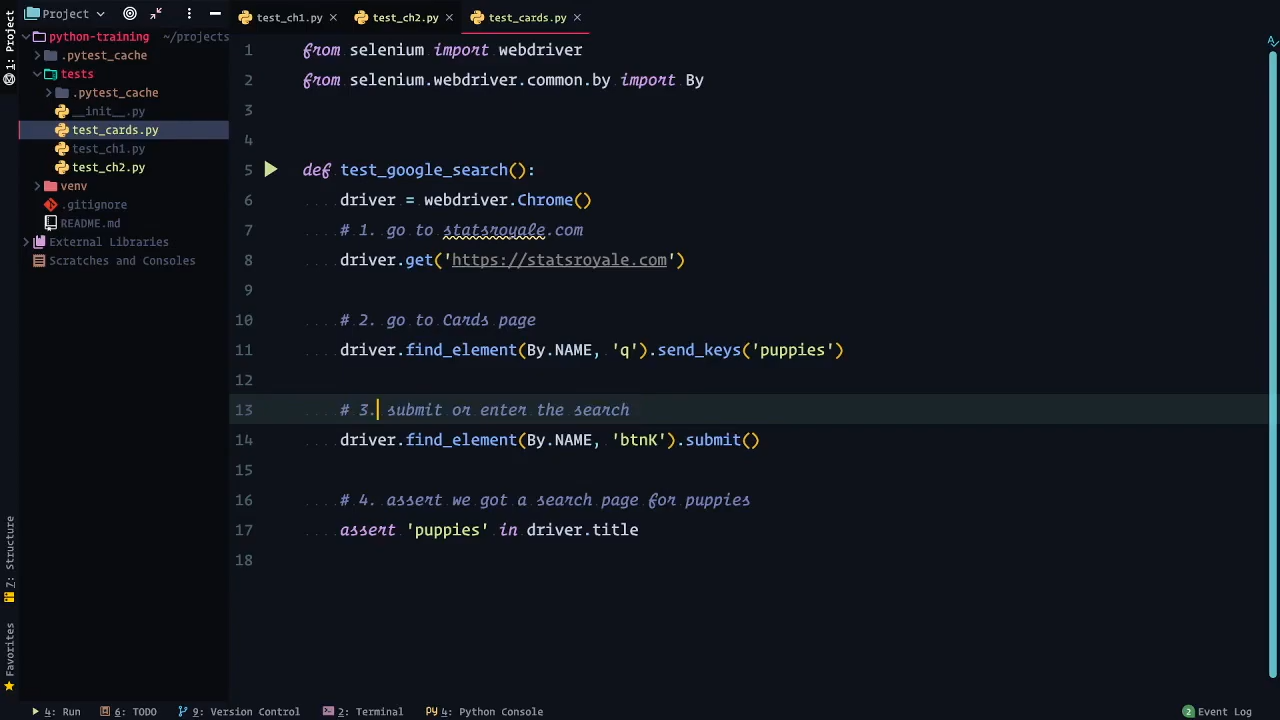 Project
test_ch1.py
test_ch2.py
test_cards.py
1: Project
python-training ~/projects
.pytest_cache
tests
.pytest_cache
__init__.py
test_cards.py
test_ch1.py
test_ch2.py
venv
.gitignore
README.md
External Libraries
Scratches and Consoles
7: Structure
Favorites
1 from selenium import webdriver
2 from selenium.webdriver.common.by import By
3
4
5 def test_google_search():
6 driver = webdriver.Chrome()
7 # 1. go to statsroyale.com
8 driver.get('https://statsroyale.com')
9
10 # 2. go to Cards page
11 driver.find_element(By.NAME, 'q').send_keys('puppies')
12
13 # 3. submit or enter the search
14 driver.find_element(By.NAME, 'btnK').submit()
15
16 # 4. assert we got a search page for puppies
17 assert 'puppies' in driver.title
18
4: Run
6: TODO
9: Version Control
2: Terminal
4: Python Console
2 Event Log